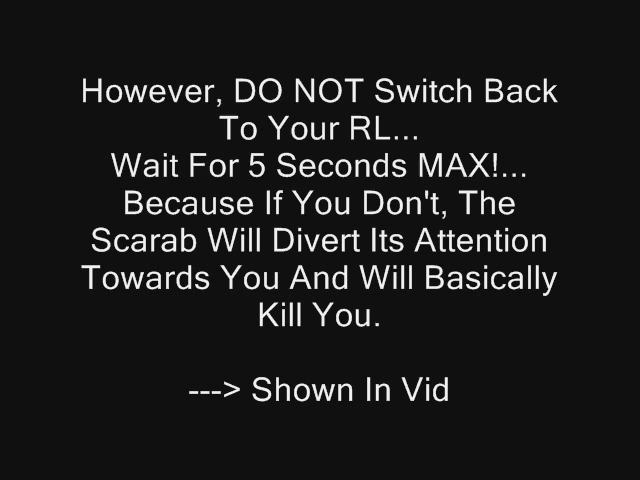 However, DO NOT Switch Back
To Your RL...
Wait For 5 Seconds MAX!...
Because If You Don't, The
Scarab Will Divert Its Attention
Towards You And Will Basically
Kill You.
---> Shown In Vid